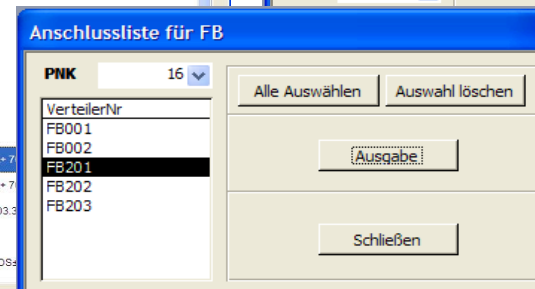 Anschlussliste für FB
PNK 16
Alle Auswählen Auswahl löschen
VerteilerNr
FB001
FB002
FB201
FB202
FB203
Ausgabe
Schließen